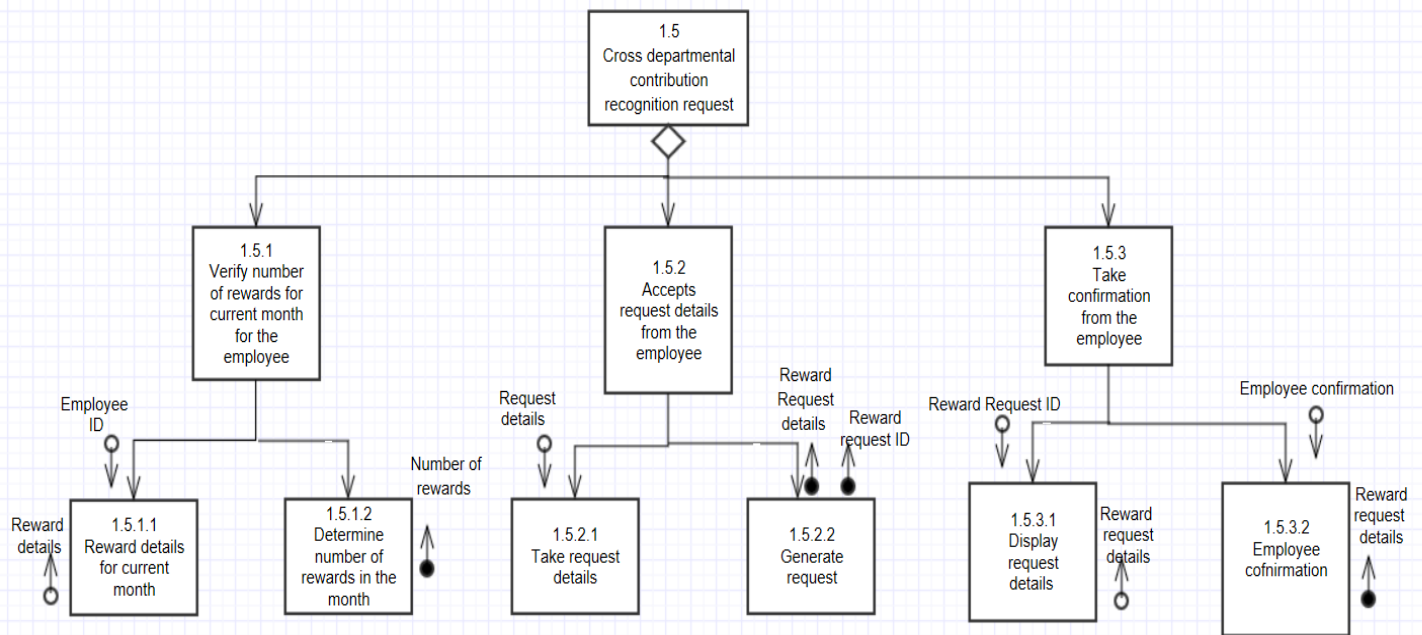 1.5
Cross departmental
contribution
recognition request
1.5.1
Verify number
of rewards for
current month
for the
employee
1.5.2
Accepts
request details
from the
employee
1.5.3
Take
confirmation
from the
employee
Employee
ID
Reward
details
1.5.1.1
Reward details
for current
month
1.5.1.2
Determine
number of
rewards in the
month
Number of
rewards
Request
details
1.5.2.1
Take request
details
Reward
Request
details
Reward
request ID
1.5.2.2
Generate
request
Reward Request ID
1.5.3.1
Display
request
details
Reward
request
details
Employee confirmation
1.5.3.2
Employee
cofnirmation
Reward
request
details